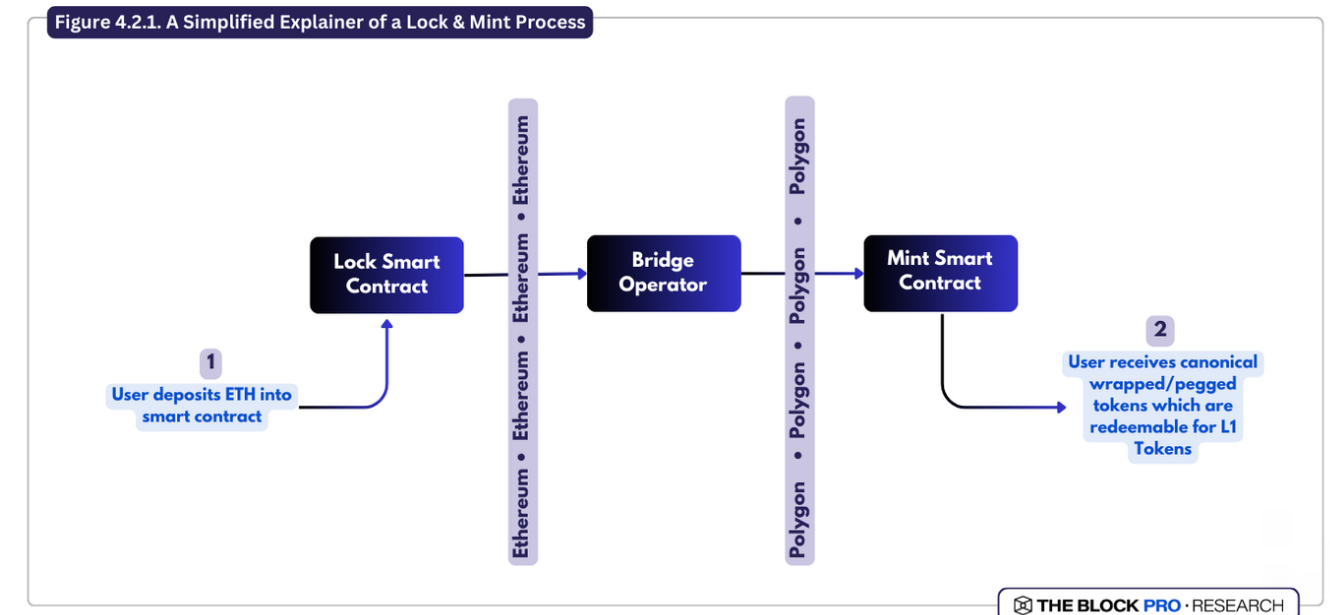 Figure 4.2.1. A Simplified Explainer of a Lock & Mint Process
Ethereum • Ethereum • Ethereum • Ethereum
Polygon • Polygon • Polygon • Polygon
Lock Smart
Contract
Bridge
Operator
Mint Smart
Contract
1
User deposits ETH into
smart contract
2
User receives canonical
wrapped/pegged
tokens which are
redeemable for L1
Tokens
THE BLOCK PRO · RESEARCH